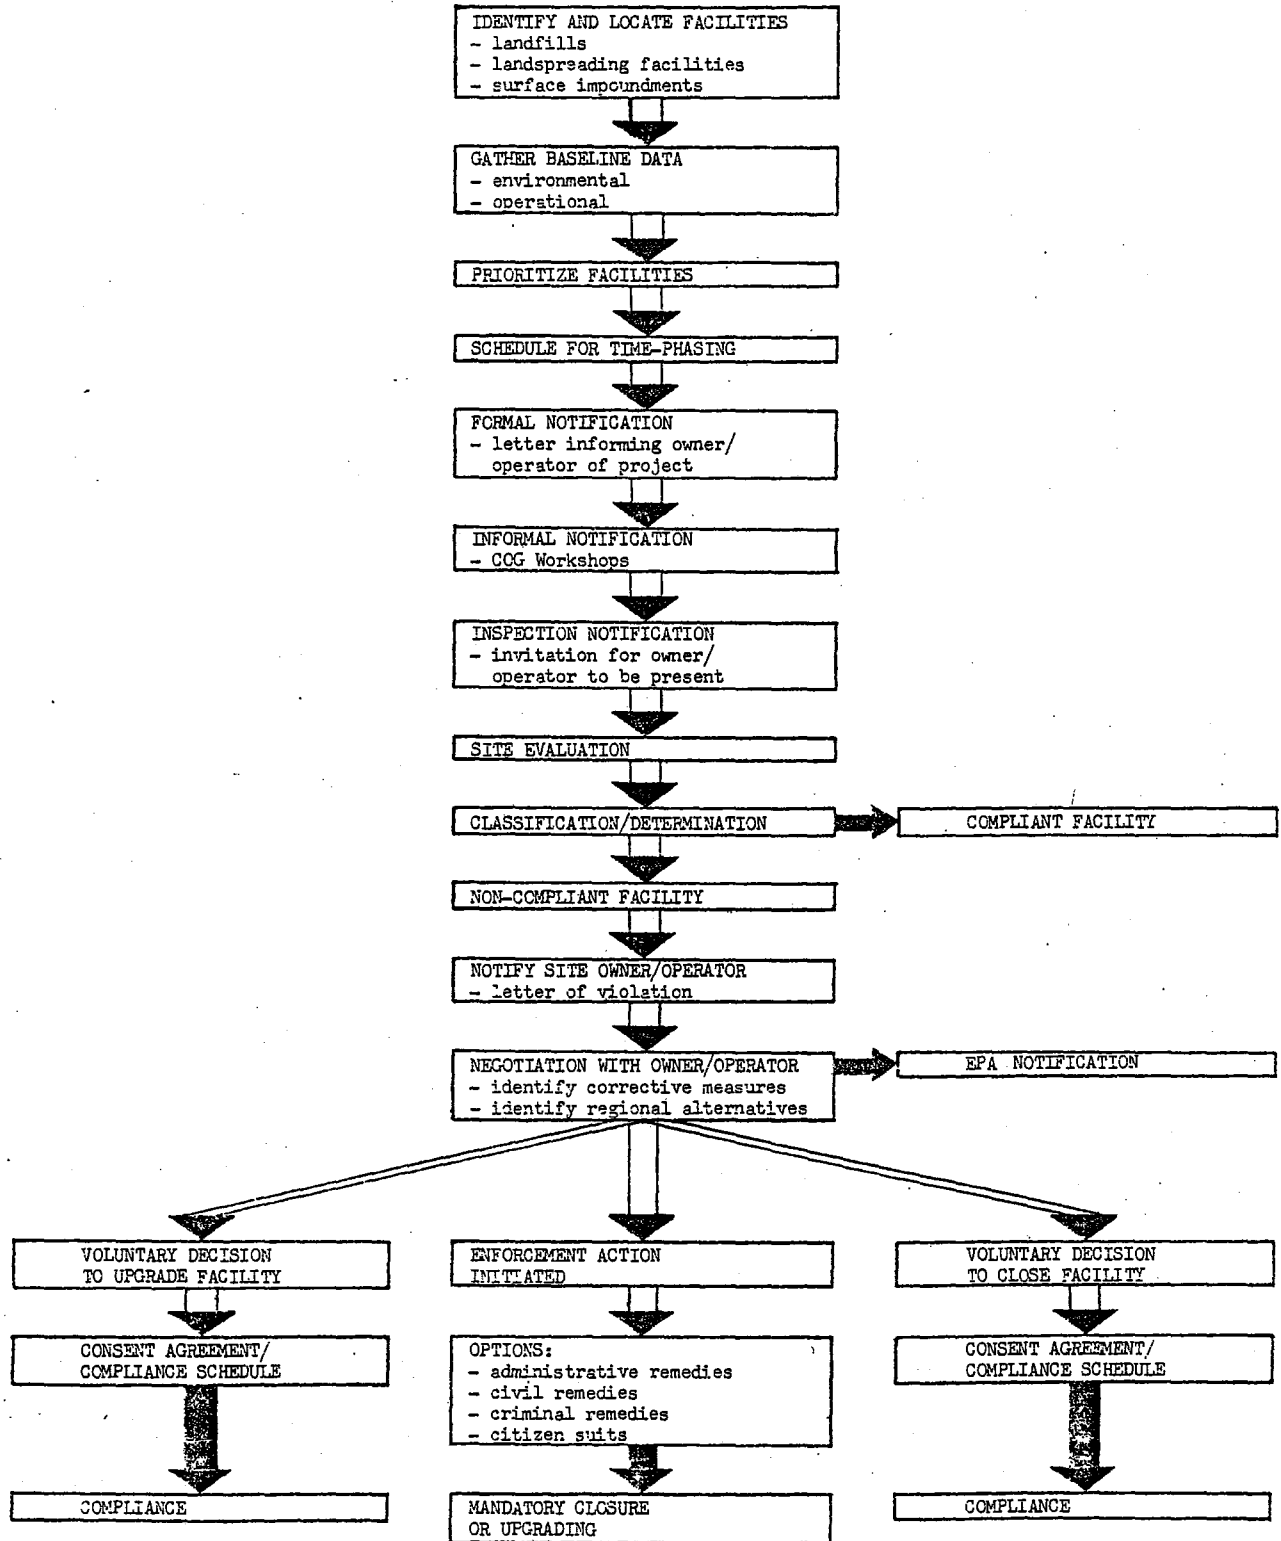 IDENTIFY AND LOCATE FACILITIES
- landfills
- landspreading facilities
- surface impoundments
GATHER BASELINE DATA
- environmental
- operational
PRIORITIZE FACILITIES
SCHEDULE FOR TIME-PHASING
FORMAL NOTIFICATION
- letter informing owner/
operator of project
INFORMAL NOTIFICATION
- COG Workshops
INSPECTION NOTIFICATION
- invitation for owner/
operator to be present
SITE EVALUATION
CLASSIFICATION/DETERMINATION
COMPLIANT FACILITY
NON-COMPLIANT FACILITY
NOTIFY SITE OWNER/OPERATOR
- letter of violation
NEGOTIATION WITH OWNER/OPERATOR
- identify corrective measures
- identify regional alternatives
EPA NOTIFICATION
VOLUNTARY DECISION
TO UPGRADE FACILITY
CONSENT AGREEMENT/
COMPLIANCE SCHEDULE
COMPLIANCE
ENFORCEMENT ACTION
INITIATED
OPTIONS:
- administrative remedies
- civil remedies
- criminal remedies
- citizen suits
MANDATORY CLOSURE
OR UPGRADING
VOLUNTARY DECISION
TO CLOSE FACILITY
CONSENT AGREEMENT/
COMPLIANCE SCHEDULE
COMPLIANCE